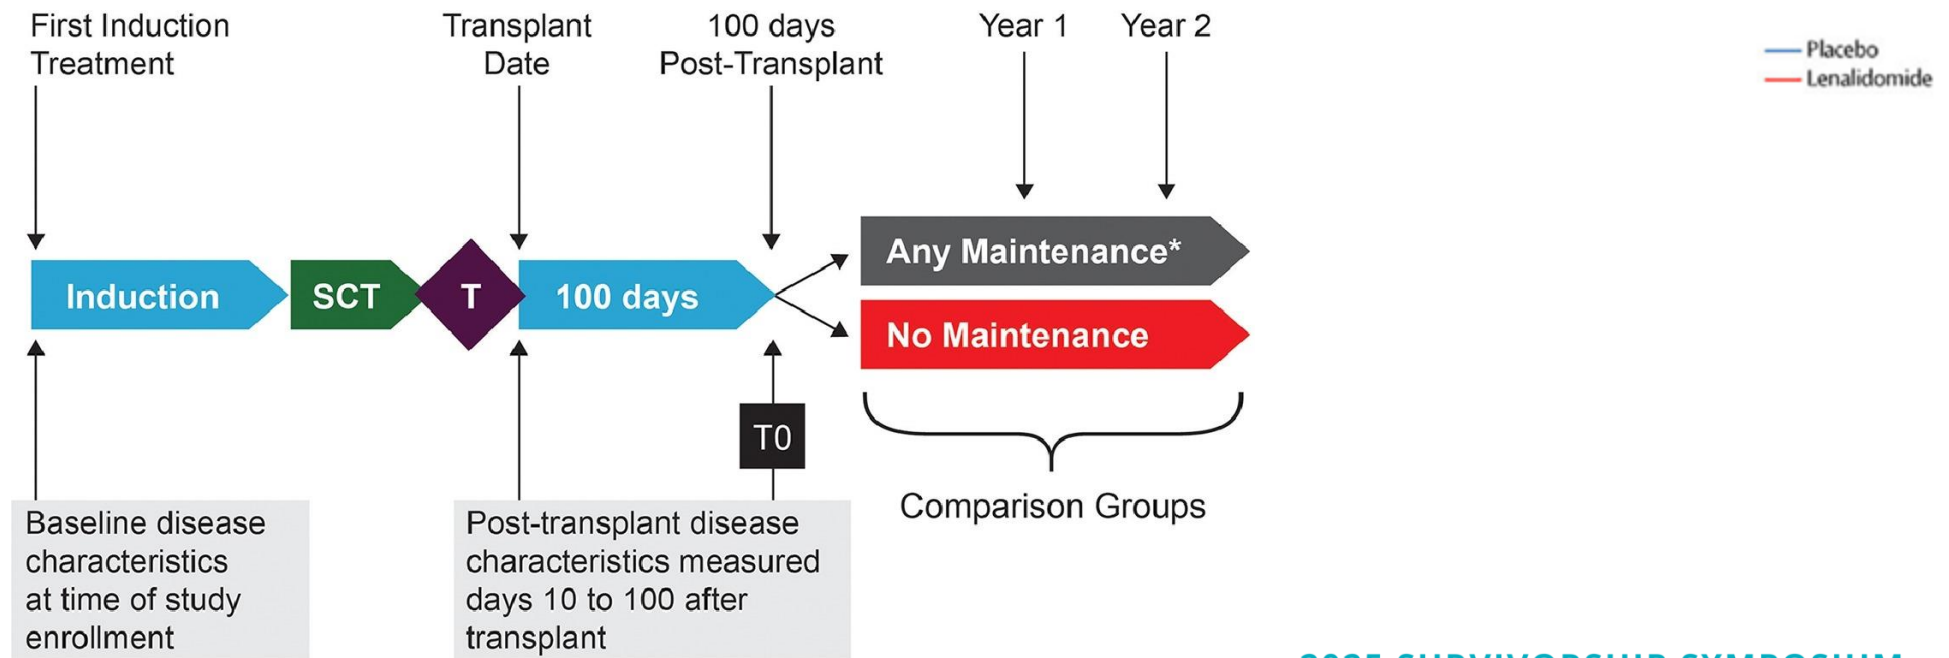 First Induction
Treatment
Transplant
Date
100 days
Post-Transplant
Year 1
Year 2
Placebo
Lenalidomide
Induction
SCT
T
100 days
Any Maintenance*
No Maintenance
T0
Comparison Groups
Baseline disease
characteristics
at time of study
enrollment
Post-transplant disease
characteristics measured
days 10 to 100 after
transplant
SURVIVORSHIP SYMPOSIUM